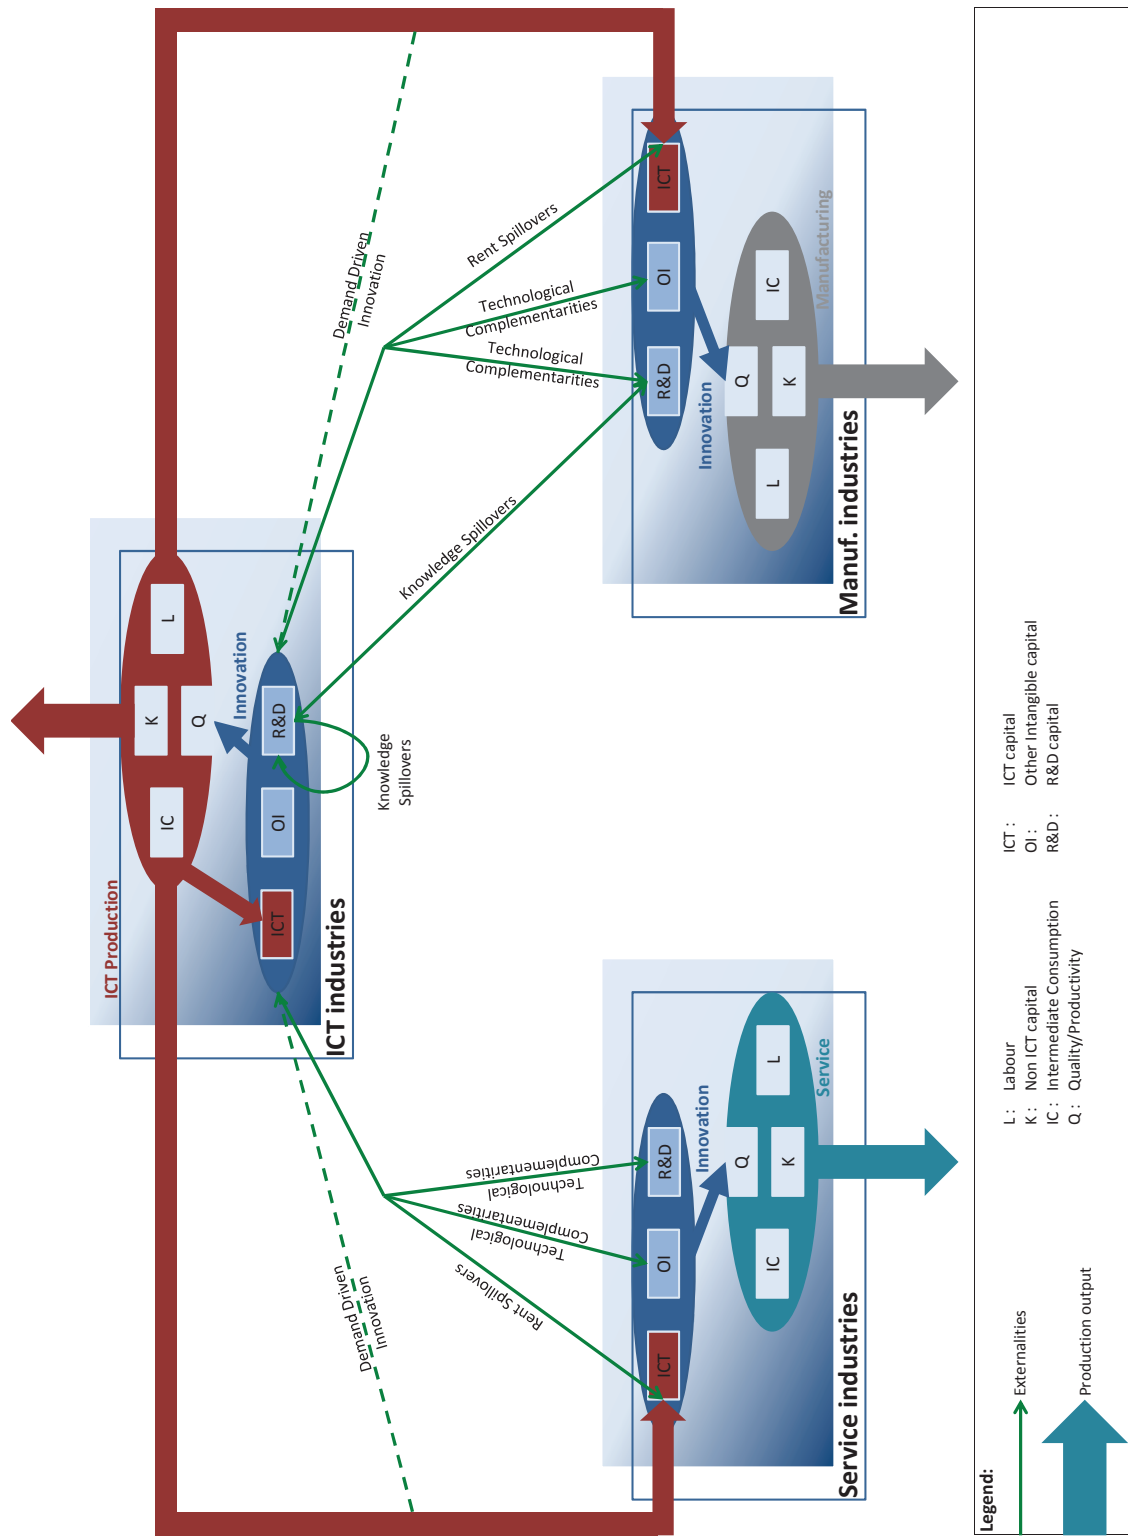 ICT Production
IC
K
L
Q
Innovation
ICT
OI
R&D
ICT industries
Knowledge
Spillovers
Demand Driven
Innovation
Demand Driven
Innovation
Rent Spillovers
Technological
Complementarities
Technological
Complementarities
Knowledge Spillovers
Technological
Complementarities
Technological
Complementarities
Rent Spillovers
ICT
OI
R&D
Innovation
Q
IC
K
L
Service
Service industries
R&D
OI
ICT
Innovation
Q
L
K
IC
Manufacturing
Manuf. industries
Legend:
Externalities
Production output
L : Labour
K : Non ICT capital
IC : Intermediate Consumption
Q : Quality/Productivity
ICT : ICT capital
OI : Other Intangible capital
R&D : R&D capital